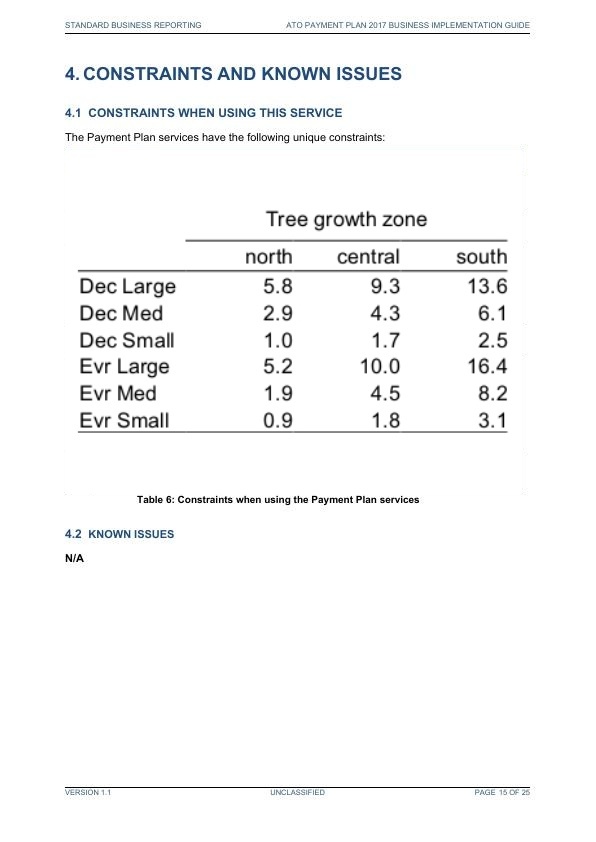 STANDARD BUSINESS REPORTING ATO PAYMENT PLAN 2017 BUSINESS IMPLEMENTATION GUIDE
4. CONSTRAINTS AND KNOWN ISSUES
4.1 CONSTRAINTS WHEN USING THIS SERVICE
The Payment Plan services have the following unique constraints:
Tree growth zone
north central south
Dec Large 5.8 9.3 13.6
Dec Med 2.9 4.3 6.1
Dec Small 1.0 1.7 2.5
Evr Large 5.2 10.0 16.4
Evr Med 1.9 4.5 8.2
Evr Small 0.9 1.8 3.1
Table 6: Constraints when using the Payment Plan services
4.2 KNOWN ISSUES
N/A
VERSION 1.1 UNCLASSIFIED PAGE 15 OF 25